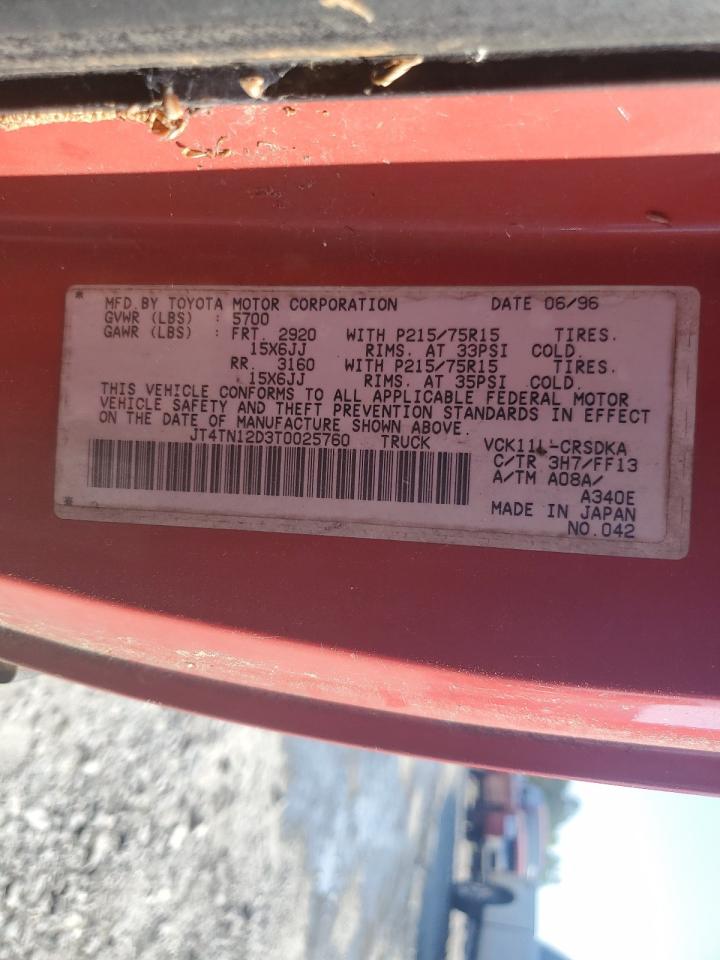 * MFD. BY TOYOTA MOTOR CORPORATION DATE 06/96
GVWR (LBS) : 5700
GAWR (LBS) : FRT. 2920 WITH P215/75R15 TIRES.
15X6JJ RIMS. AT 33PSI COLD.
RR. 3160 WITH P215/75R15 TIRES.
15X6JJ RIMS. AT 35PSI COLD.
THIS VEHICLE CONFORMS TO ALL APPLICABLE FEDERAL MOTOR
VEHICLE SAFETY AND THEFT PREVENTION STANDARDS IN EFFECT
ON THE DATE OF MANUFACTURE SHOWN ABOVE.
JT4TN12D3T0025760 TRUCK VCK11L-CRSDKA
C/TR 3H7/FF13
A/TM A08A/
A340E
* MADE IN JAPAN
NO.042